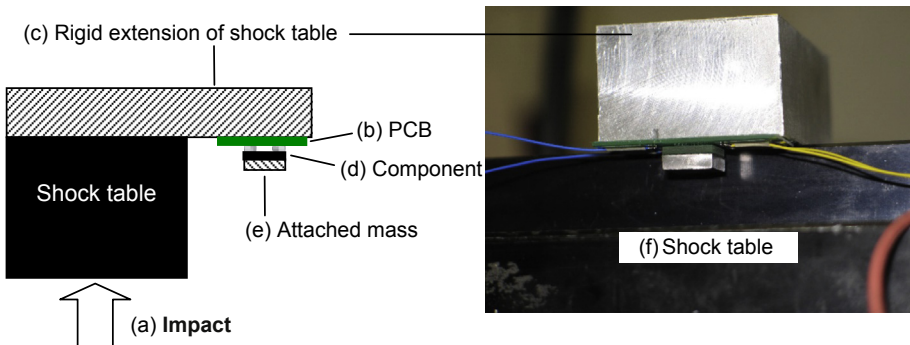 (c) Rigid extension of shock table
(b) PCB
(d) Component
Shock table
(e) Attached mass
(f) Shock table
(a) Impact